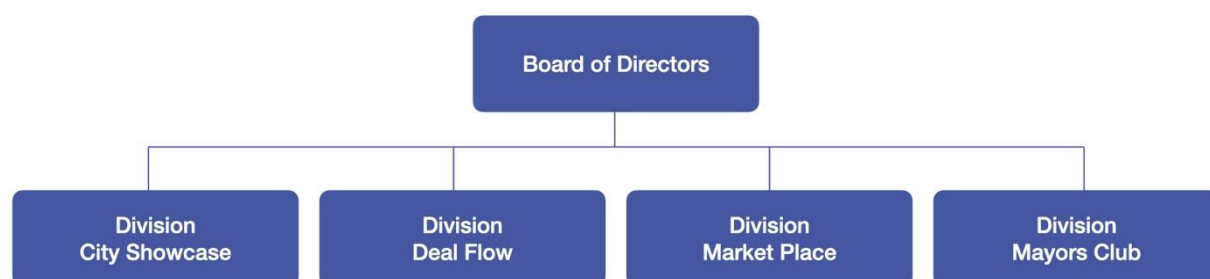 Board of Directors
Division
City Showcase
Division
Deal Flow
Division
Market Place
Division
Mayors Club